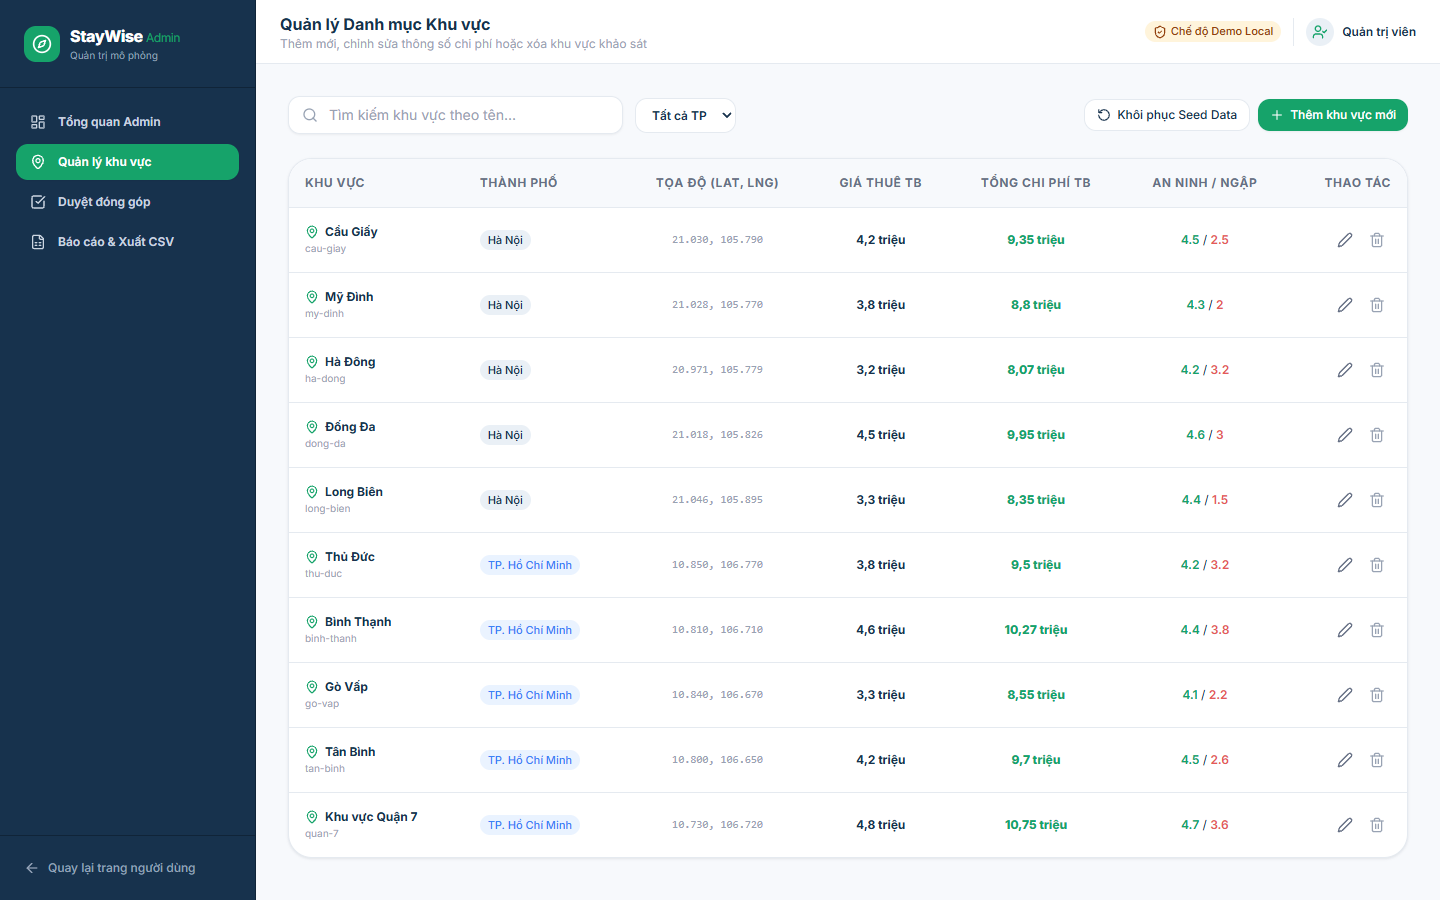 StayWise Admin
Quản trị mô phỏng
Tổng quan Admin
Quản lý khu vực
Duyệt đóng góp
Báo cáo & Xuất CSV
Quay lại trang người dùng
Quản lý Danh mục Khu vực
Thêm mới, chỉnh sửa thông số chi phí hoặc xóa khu vực khảo sát
Chế độ Demo Local
Quản trị viên
Tìm kiếm khu vực theo tên...
Tất cả TP
Khôi phục Seed Data
Thêm khu vực mới
KHU VỰC THÀNH PHỐ TỌA ĐỘ (LAT, LNG) GIÁ THUÊ TB TỔNG CHI PHÍ TB AN NINH / NGẬP THAO TÁC
Cầu Giấy Hà Nội 21.030, 105.790 4,2 triệu 9,35 triệu 4.5 / 2.5
cau-giay
Mỹ Đình Hà Nội 21.028, 105.770 3,8 triệu 8,8 triệu 4.3 / 2
my-dinh
Hà Đông Hà Nội 20.971, 105.779 3,2 triệu 8,07 triệu 4.2 / 3.2
ha-dong
Đống Đa Hà Nội 21.018, 105.826 4,5 triệu 9,95 triệu 4.6 / 3
dong-da
Long Biên Hà Nội 21.046, 105.895 3,3 triệu 8,35 triệu 4.4 / 1.5
long-bien
Thủ Đức TP. Hồ Chí Minh 10.850, 106.770 3,8 triệu 9,5 triệu 4.2 / 3.2
thu-duc
Bình Thạnh TP. Hồ Chí Minh 10.810, 106.710 4,6 triệu 10,27 triệu 4.4 / 3.8
binh-thanh
Gò Vấp TP. Hồ Chí Minh 10.840, 106.670 3,3 triệu 8,55 triệu 4.1 / 2.2
go-vap
Tân Bình TP. Hồ Chí Minh 10.800, 106.650 4,2 triệu 9,7 triệu 4.5 / 2.6
tan-binh
Khu vực Quận 7 TP. Hồ Chí Minh 10.730, 106.720 4,8 triệu 10,75 triệu 4.7 / 3.6
quan-7